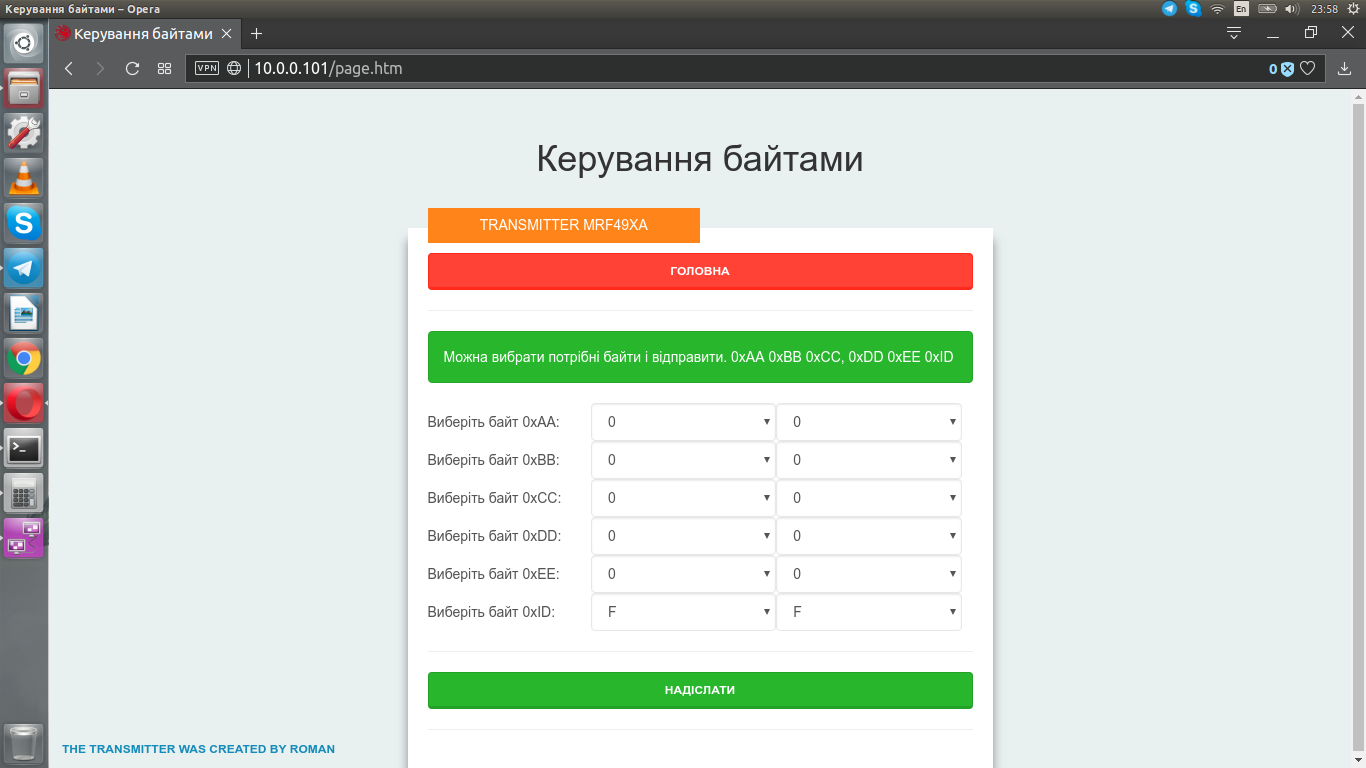 Керування байтами – Opera
En
23:58
Керування байтами
VPN
10.0.0.101/page.htm
0
Керування байтами
TRANSMITTER MRF49XA
ГОЛОВНА
Можна вибрати потрібні байти і відправити. 0xAA 0xBB 0xCC, 0xDD 0xEE 0xID
Виберіть байт 0xAA: 0 0
Виберіть байт 0xBB: 0 0
Виберіть байт 0xCC: 0 0
Виберіть байт 0xDD: 0 0
Виберіть байт 0xEE: 0 0
Виберіть байт 0xID: F F
НАДІСЛАТИ
THE TRANSMITTER WAS CREATED BY ROMAN